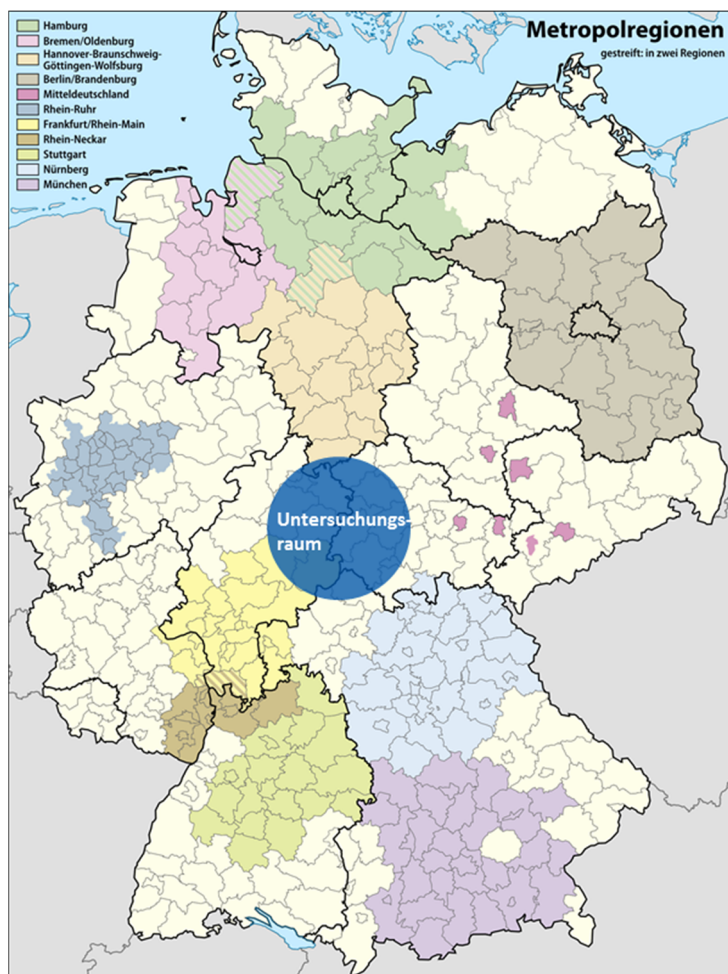 Metropolregionen
gestreift: in zwei Regionen
Hamburg
Bremen/Oldenburg
Hannover-Braunschweig-
Göttingen-Wolfsburg
Berlin/Brandenburg
Mitteldeutschland
Rhein-Ruhr
Frankfurt/Rhein-Main
Rhein-Neckar
Stuttgart
Nürnberg
München
Untersuchungs-
raum